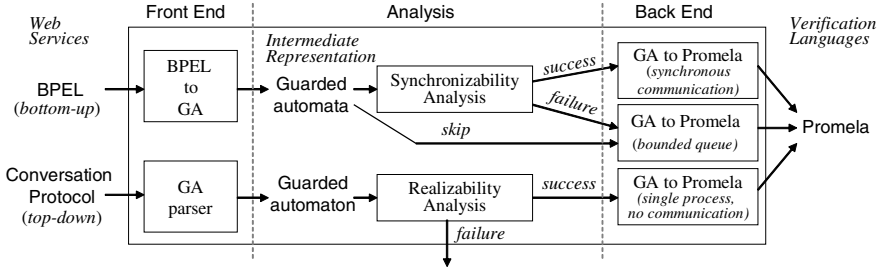 Web
Services
Front End
Analysis
Back End
Verification
Languages
Intermediate
Representation
BPEL
(bottom-up)
BPEL
to
GA
Guarded
automata
Synchronizability
Analysis
success
failure
skip
GA to Promela
(synchronous
communication)
GA to Promela
(bounded queue)
Promela
Conversation
Protocol
(top-down)
GA
parser
Guarded
automaton
Realizability
Analysis
success
failure
GA to Promela
(single process,
no communication)